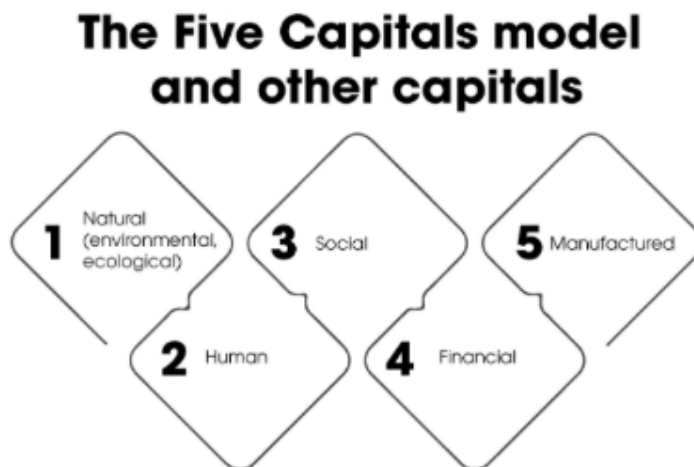 The Five Capitals model
and other capitals
1
Natural
(environmental,
ecological)
2 Human
3 Social
4 Financial
5 Manufactured